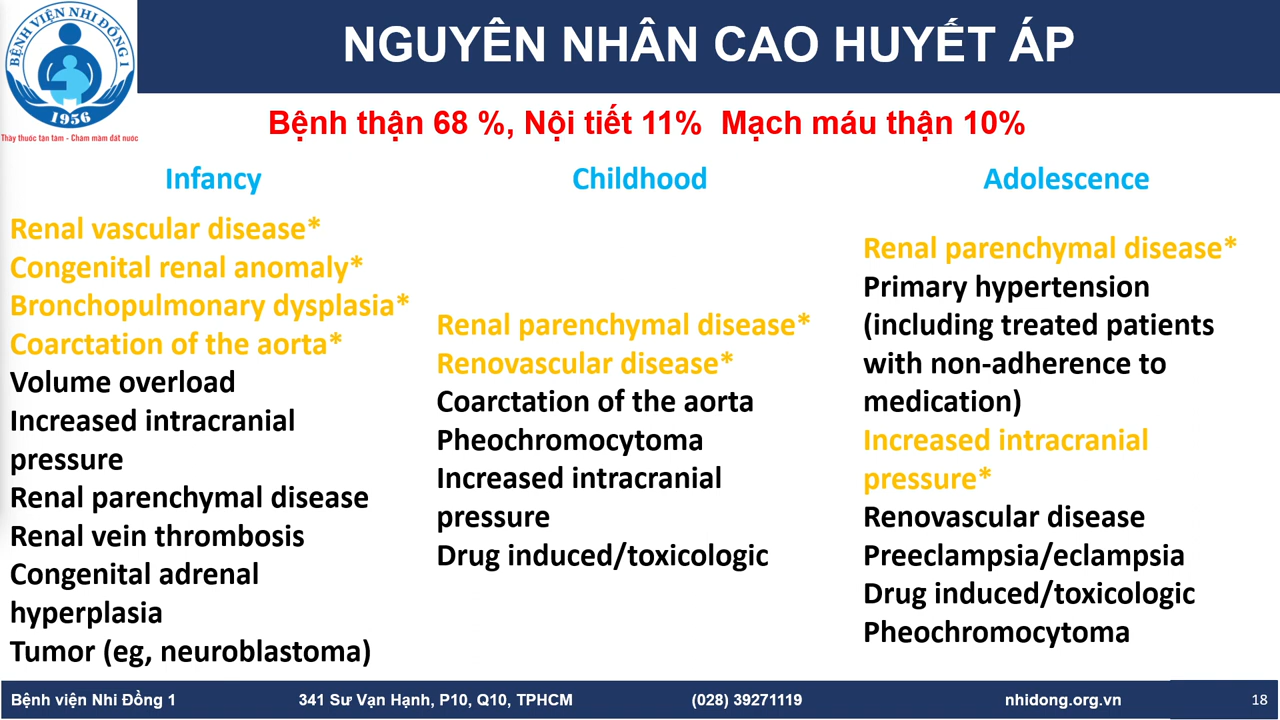 BỆNH VIỆN NHI ĐỒNG 1
1956
Thầy thuốc tận tâm - Chăm mầm đất nước
NGUYÊN NHÂN CAO HUYẾT ÁP
Bệnh thận 68 %, Nội tiết 11% Mạch máu thận 10%
Infancy
Renal vascular disease*
Congenital renal anomaly*
Bronchopulmonary dysplasia*
Coarctation of the aorta*
Volume overload
Increased intracranial
pressure
Renal parenchymal disease
Renal vein thrombosis
Congenital adrenal
hyperplasia
Tumor (eg, neuroblastoma)
Childhood
Renal parenchymal disease*
Renovascular disease*
Coarctation of the aorta
Pheochromocytoma
Increased intracranial
pressure
Drug induced/toxicologic
Adolescence
Renal parenchymal disease*
Primary hypertension
(including treated patients
with non-adherence to
medication)
Increased intracranial
pressure*
Renovascular disease
Preeclampsia/eclampsia
Drug induced/toxicologic
Pheochromocytoma
Bệnh viện Nhi Đồng 1
341 Sư Vạn Hạnh, P10, Q10, TPHCM
(028) 39271119
nhidong.org.vn
18